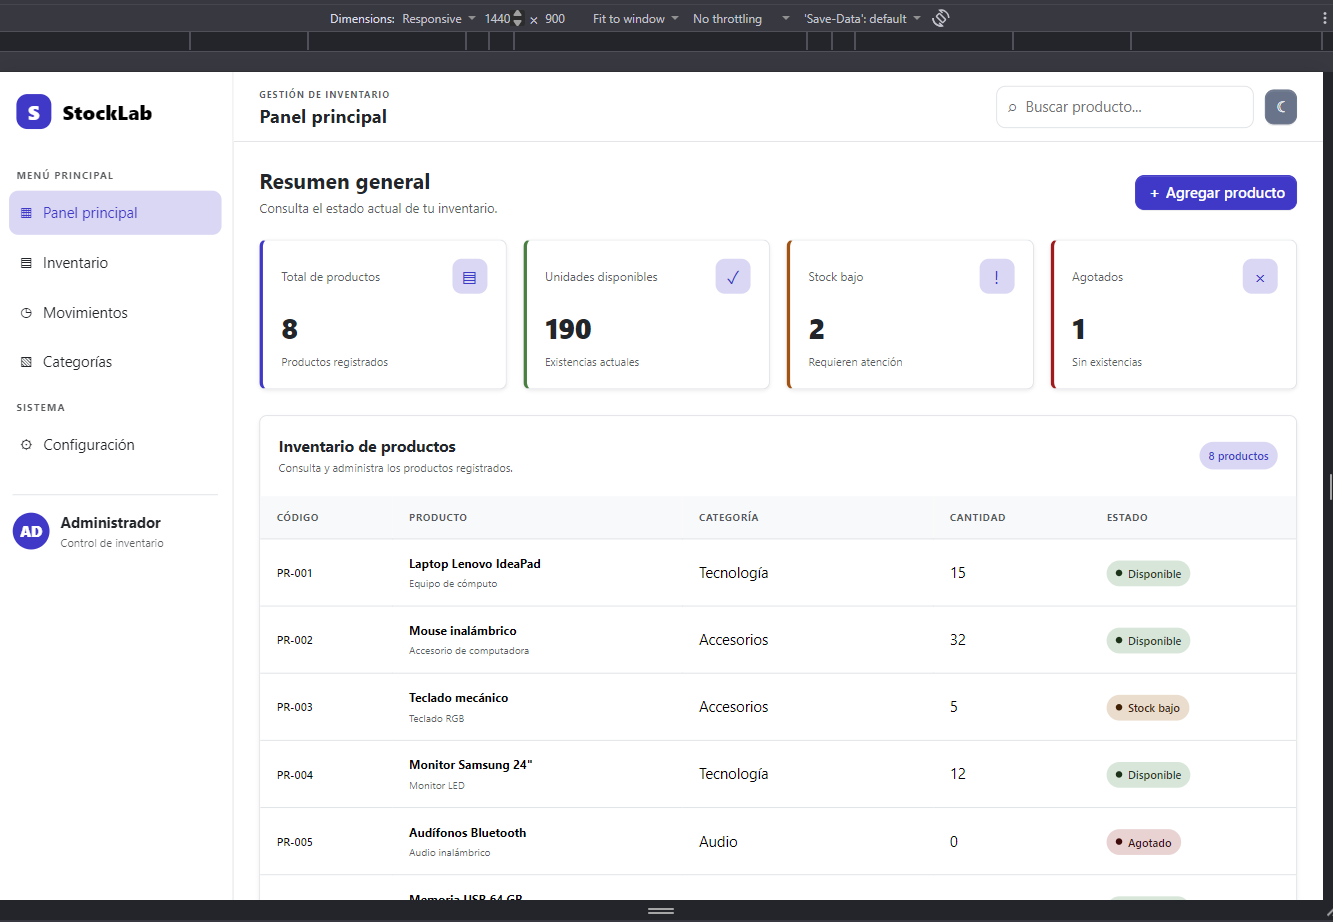 Dimensions: Responsive 1440 × 900 Fit to window No throttling 'Save-Data': default
S StockLab
MENÚ PRINCIPAL
Panel principal
Inventario
Movimientos
Categorías
SISTEMA
Configuración
AD Administrador
Control de inventario
GESTIÓN DE INVENTARIO
Panel principal
Buscar producto...
Resumen general
Consulta el estado actual de tu inventario.
+ Agregar producto
Total de productos
8
Productos registrados
Unidades disponibles
✓
190
Existencias actuales
Stock bajo
!
2
Requieren atención
Agotados
×
1
Sin existencias
Inventario de productos
Consulta y administra los productos registrados.
8 productos
CÓDIGO PRODUCTO CATEGORÍA CANTIDAD ESTADO
PR-001 Laptop Lenovo IdeaPad Tecnología 15 Disponible
Equipo de cómputo
PR-002 Mouse inalámbrico Accesorios 32 Disponible
Accesorio de computadora
PR-003 Teclado mecánico Accesorios 5 Stock bajo
Teclado RGB
PR-004 Monitor Samsung 24" Tecnología 12 Disponible
Monitor LED
PR-005 Audífonos Bluetooth Audio 0 Agotado
Audio inalámbrico
Memoria USB 64 GB